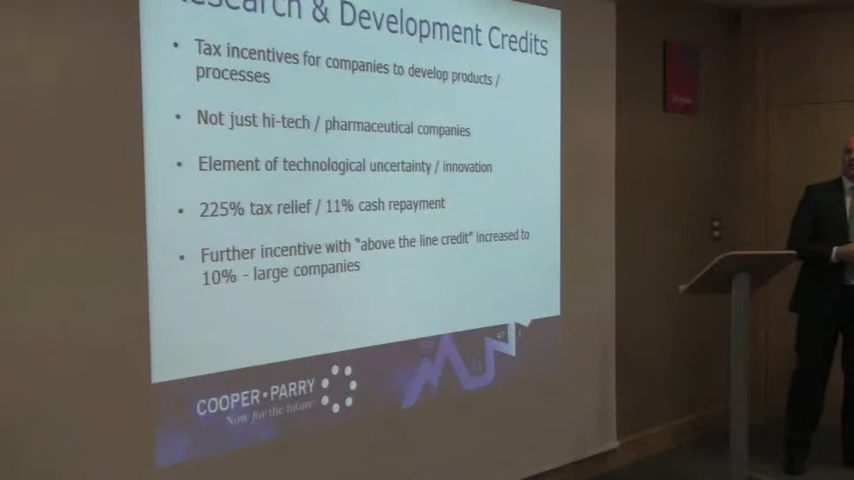 Research & Development Credits
• Tax incentives for companies to develop products /
processes
• Not just hi-tech / pharmaceutical companies
• Element of technological uncertainty / innovation
• 225% tax relief / 11% cash repayment
• Further incentive with "above the line credit" increased to
10% - large companies
COOPER•PARRY
Now for the future